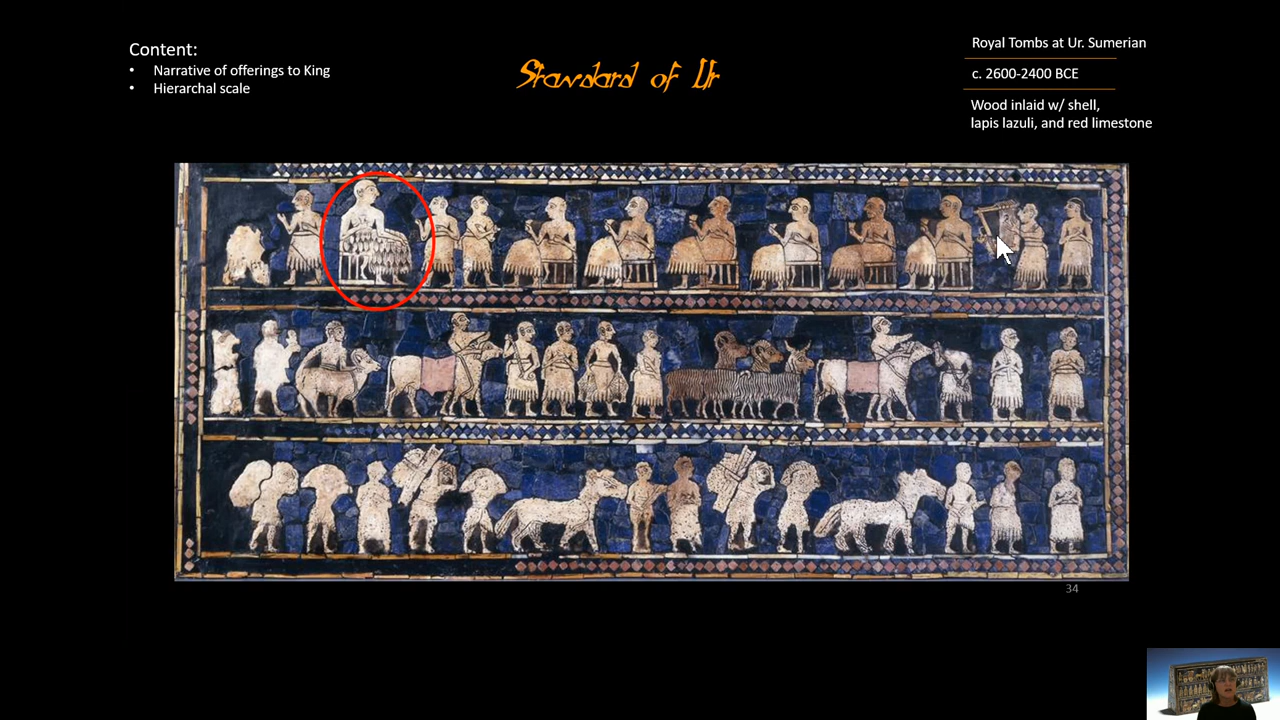 Content:
• Narrative of offerings to King
• Hierarchal scale
Standard of Ur
Royal Tombs at Ur. Sumerian
c. 2600-2400 BCE
Wood inlaid w/ shell,
lapis lazuli, and red limestone
34